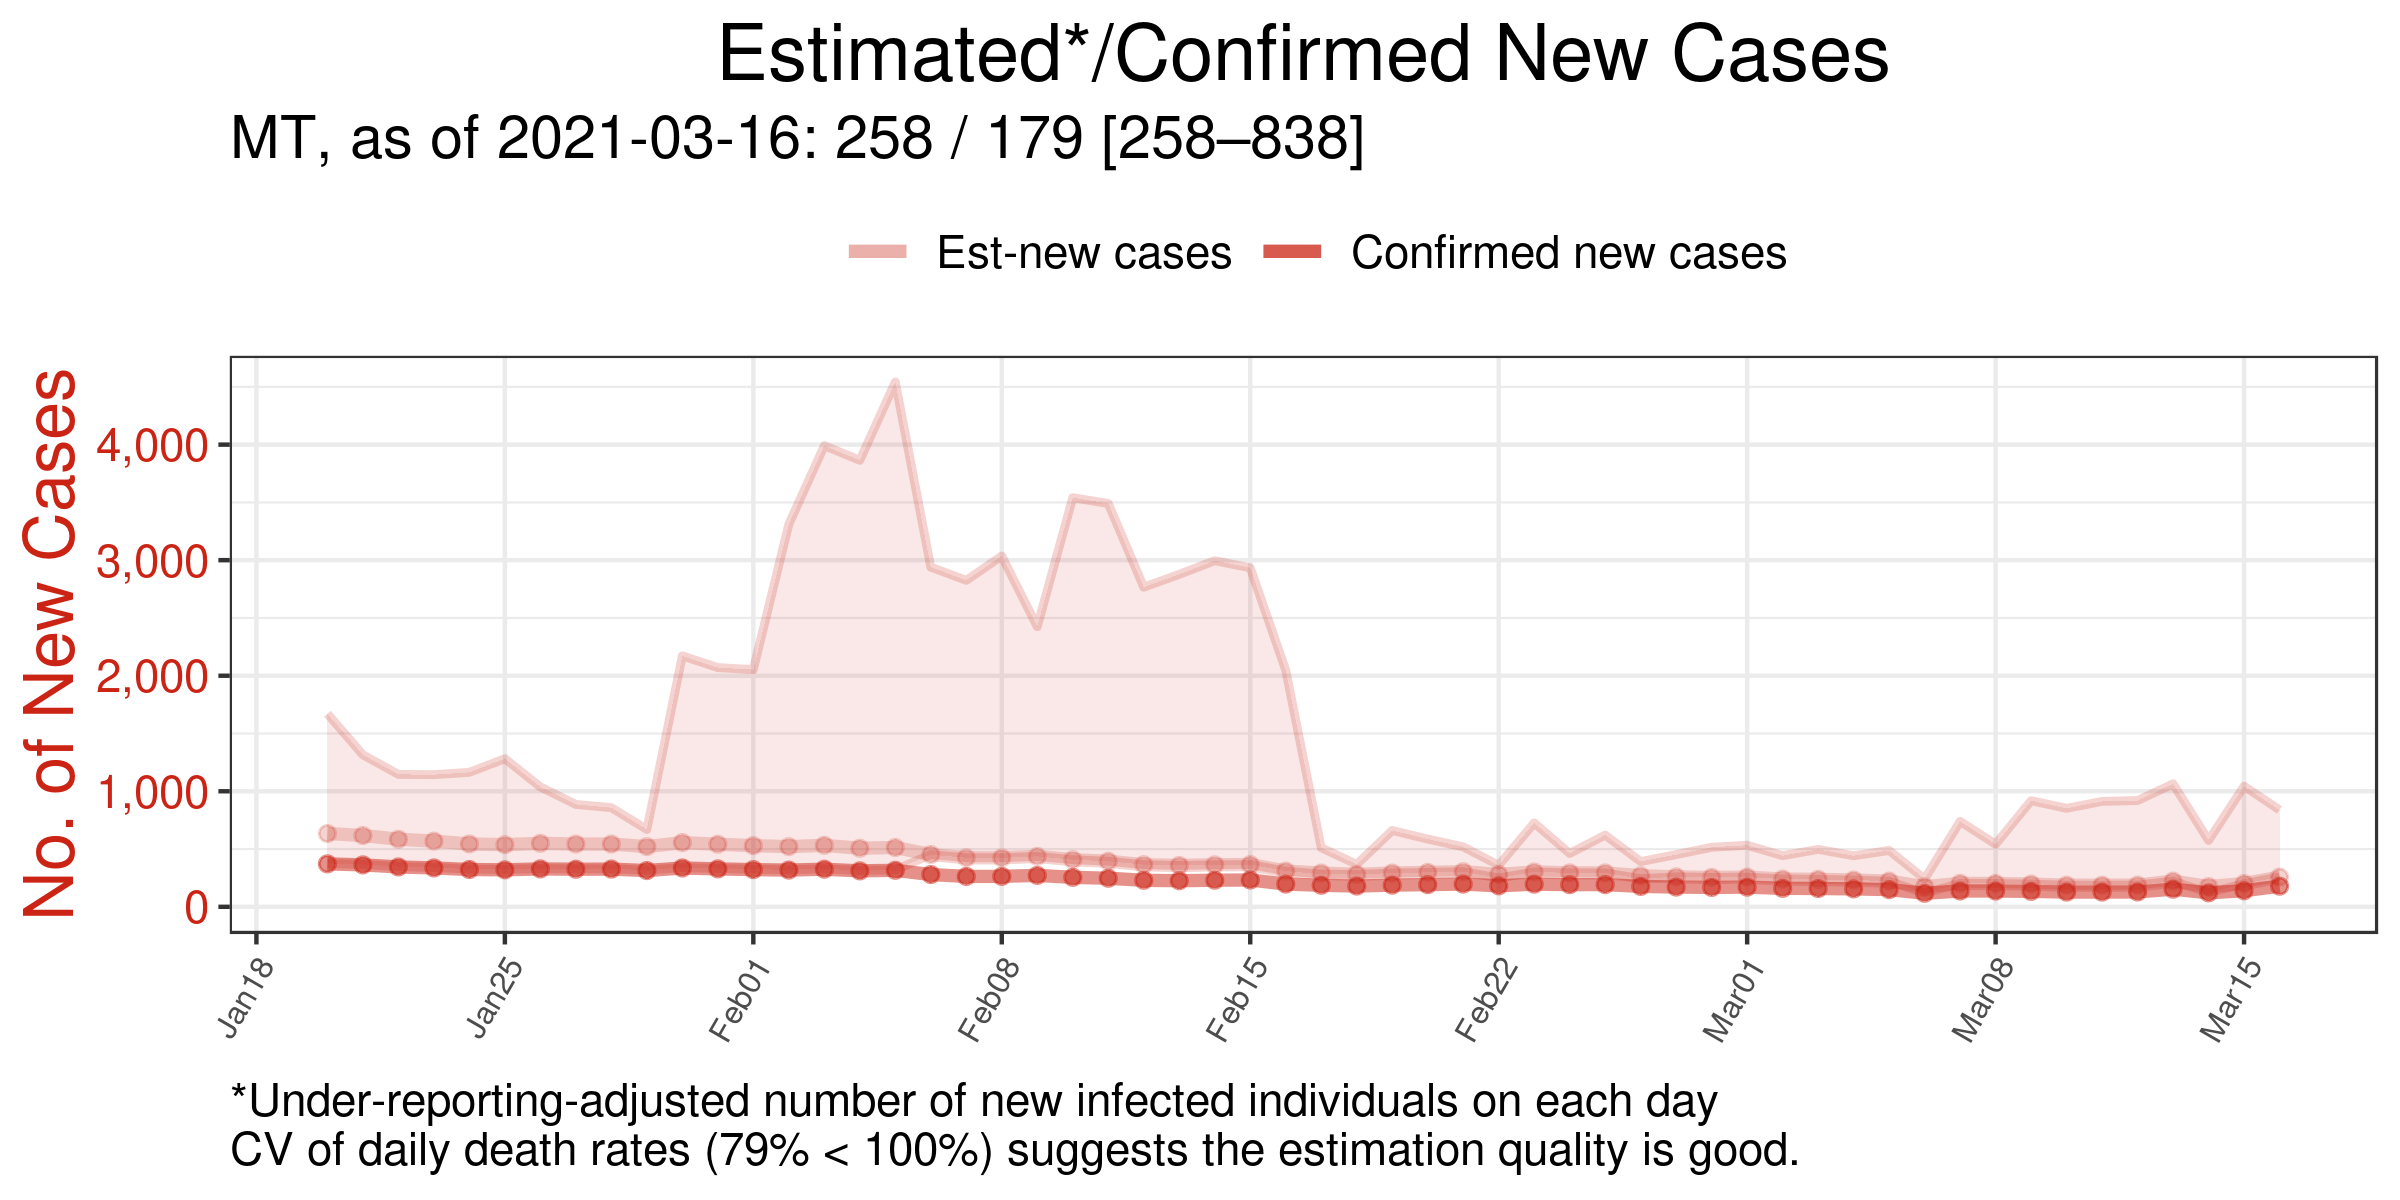 Estimated*/Confirmed New Cases
MT, as of 2021-03-16: 258 / 179 [258–838]
Est-new cases
Confirmed new cases
No. of New Cases
4,000
3,000
2,000
1,000
0
Jan18
Jan25
Feb01
Feb08
Feb15
Feb22
Mar01
Mar08
Mar15
*Under-reporting-adjusted number of new infected individuals on each day
CV of daily death rates (79% < 100%) suggests the estimation quality is good.